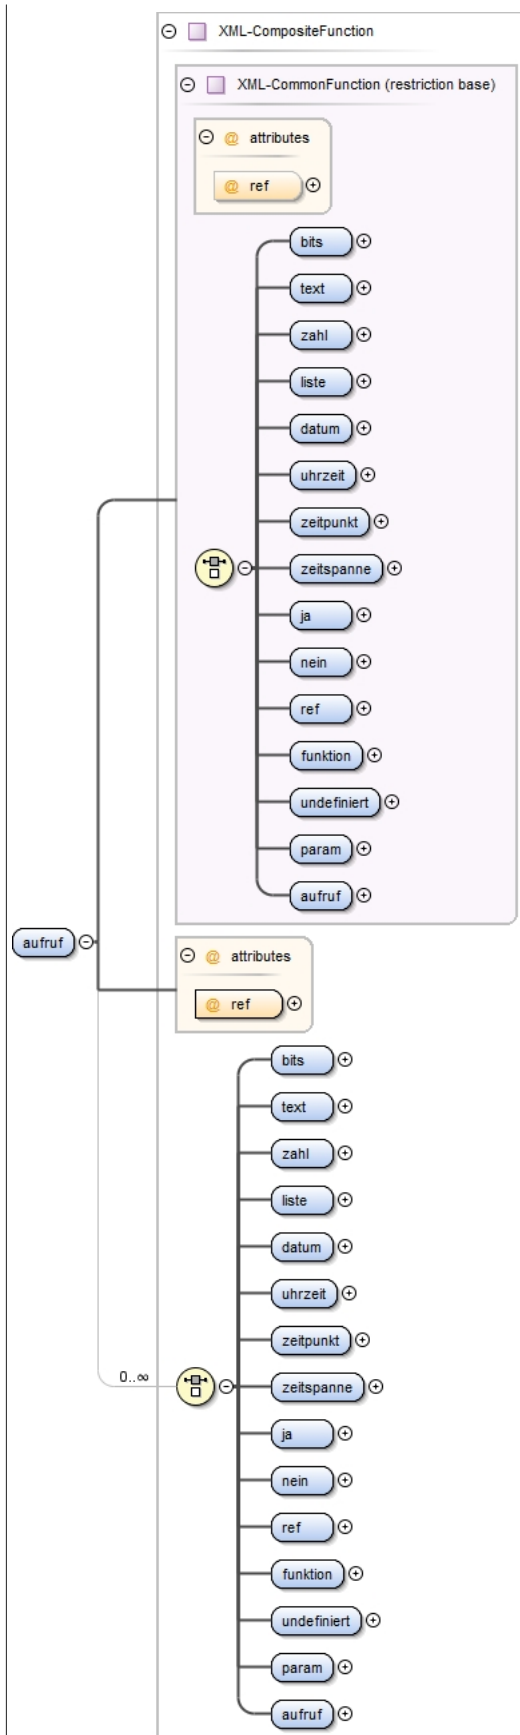 XML-CompositeFunction
XML-CommonFunction (restriction base)
@ attributes
@ ref
bits
text
zahl
liste
datum
uhrzeit
zeitpunkt
zeitspanne
ja
nein
ref
funktion
undefiniert
param
aufruf
aufruf
@ attributes
@ ref
bits
text
zahl
liste
datum
uhrzeit
zeitpunkt
0..∞
zeitspanne
ja
nein
ref
funktion
undefiniert
param
aufruf